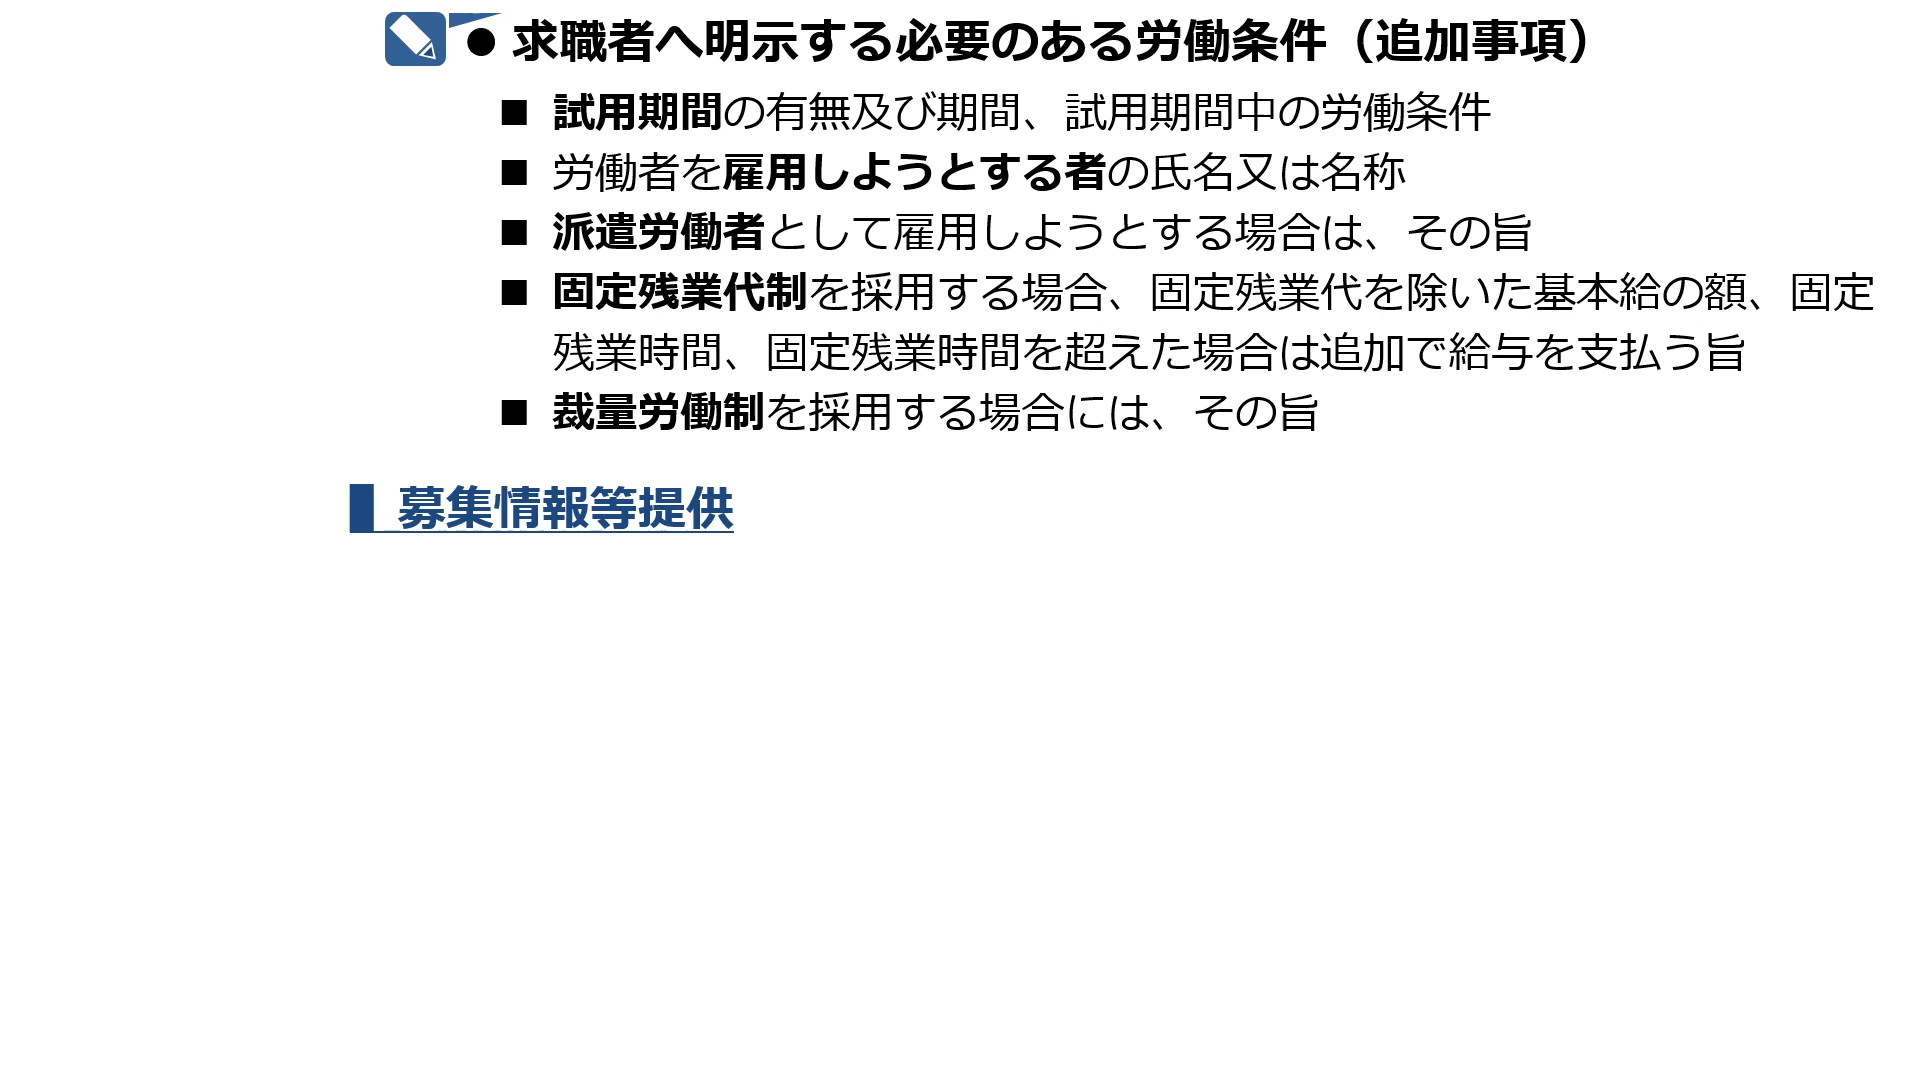 ● 求職者へ明示する必要のある労働条件（追加事項）
■ 試用期間の有無及び期間、試用期間中の労働条件
■ 労働者を雇用しようとする者の氏名又は名称
■ 派遣労働者として雇用しようとする場合は、その旨
■ 固定残業代制を採用する場合、固定残業代を除いた基本給の額、固定
残業時間、固定残業時間を超えた場合は追加で給与を支払う旨
■ 裁量労働制を採用する場合には、その旨
▋募集情報等提供